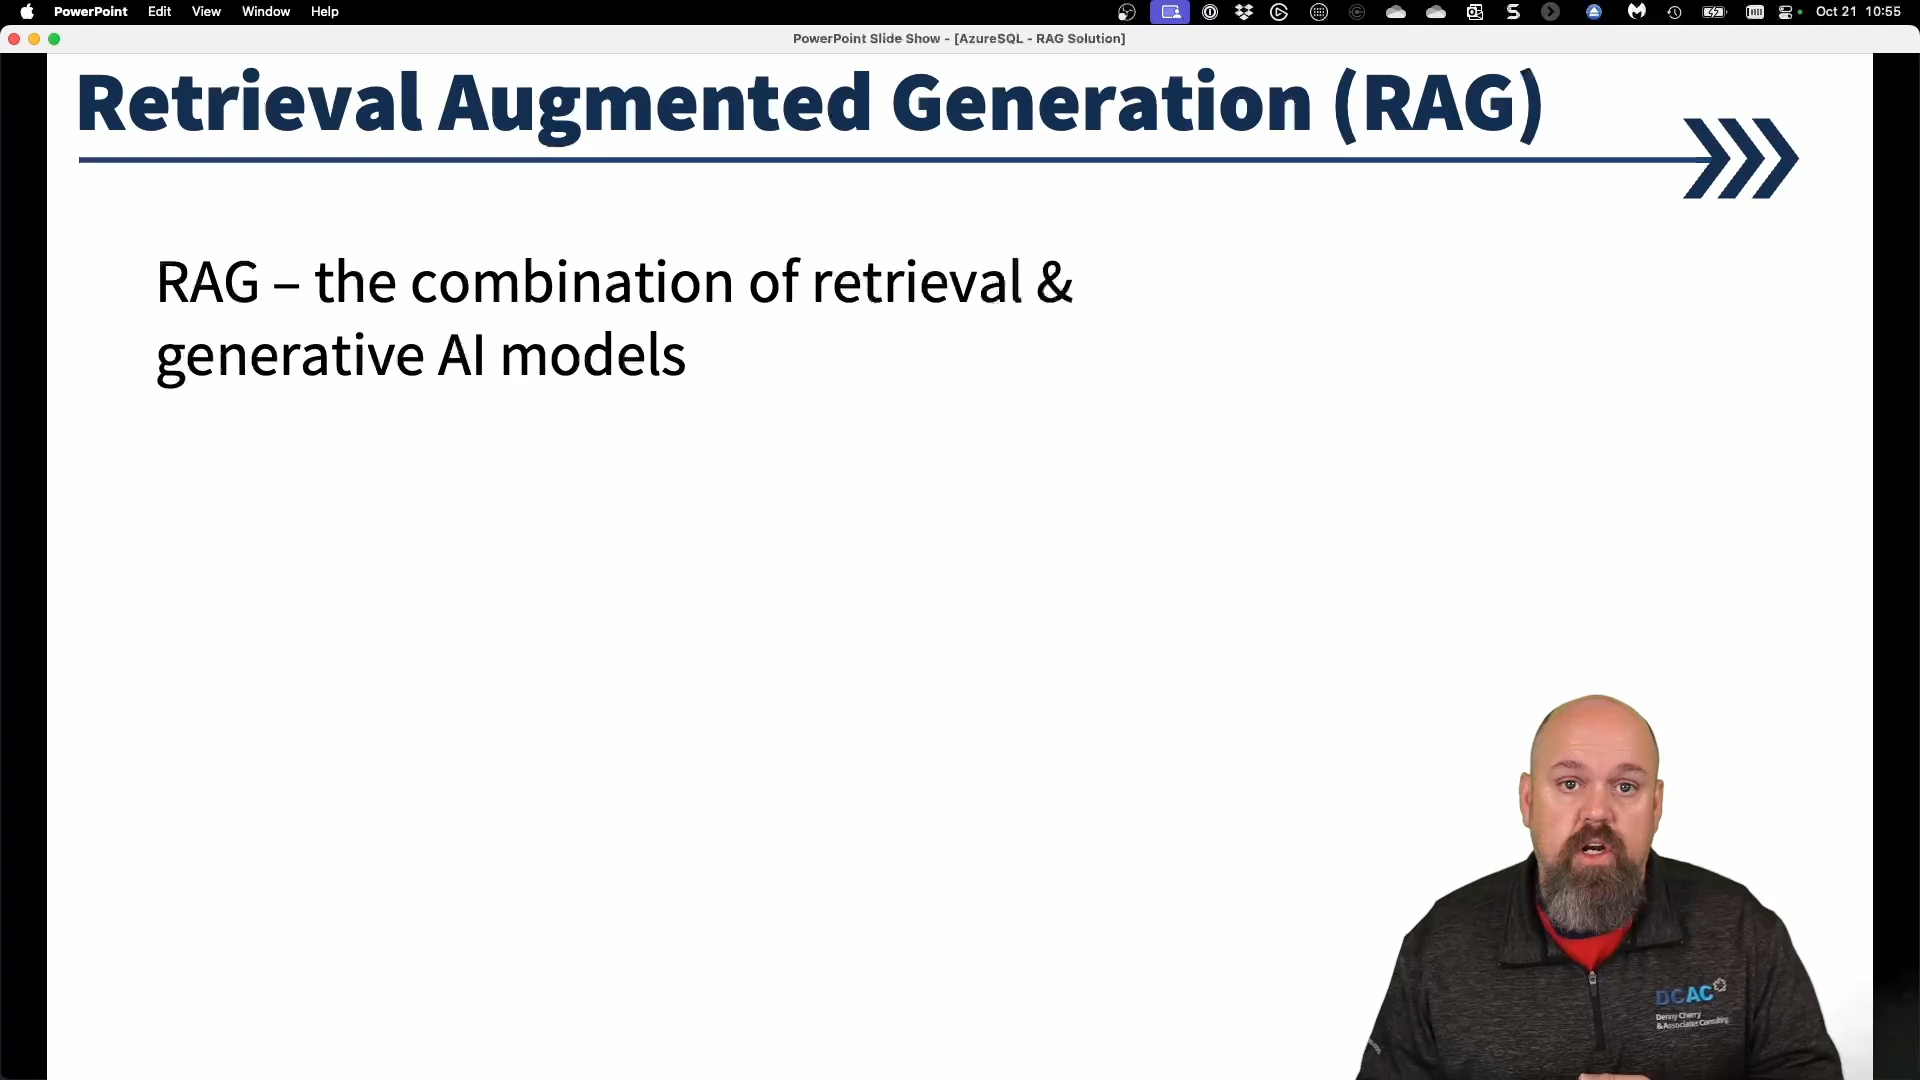 PowerPoint Edit View Window Help Oct 21 10:55
PowerPoint Slide Show - [AzureSQL - RAG Solution]
Retrieval Augmented Generation (RAG)
RAG – the combination of retrieval &
generative AI models
DCAC
Denny Cherry
& Associates Consulting